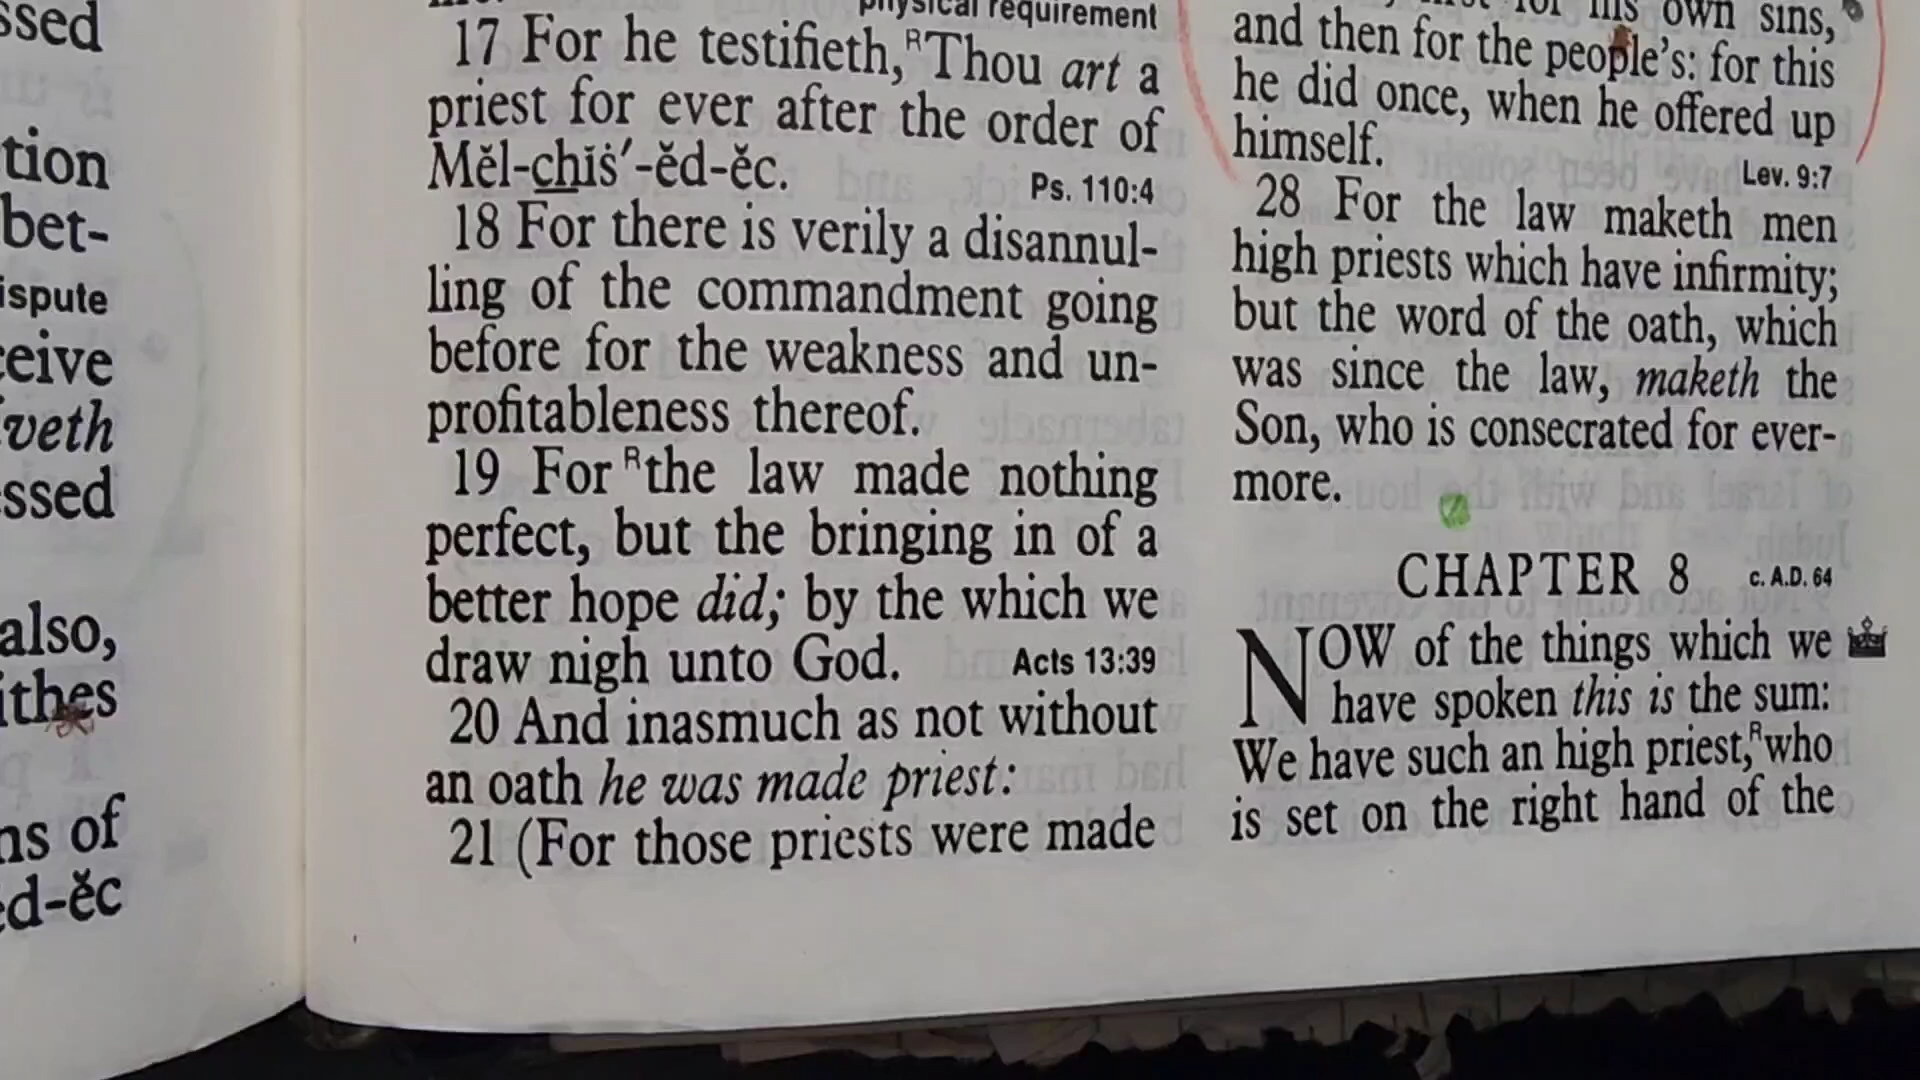 ssed
tion
bet-
ispute
ceive
iveth
essed
also,
ithes
ns of
ed-ĕc
physical requirement
17 For he testifieth, ᴿThou art a
priest for ever after the order of
Mĕl-chĭṡ′-ĕd-ĕc.
Ps. 110:4
18 For there is verily a disannul-
ling of the commandment going
before for the weakness and un-
profitableness thereof.
19 For ᴿthe law made nothing
perfect, but the bringing in of a
better hope did; by the which we
draw nigh unto God. Acts 13:39
20 And inasmuch as not without
an oath he was made priest:
21 (For those priests were made
for his own sins,
and then for the people's: for this
he did once, when he offered up
himself.
Lev. 9:7
28 For the law maketh men
high priests which have infirmity;
but the word of the oath, which
was since the law, maketh the
Son, who is consecrated for ever-
more.
CHAPTER 8 c. A.D. 64
NOW of the things which we
have spoken this is the sum:
We have such an high priest, ᴿwho
is set on the right hand of the